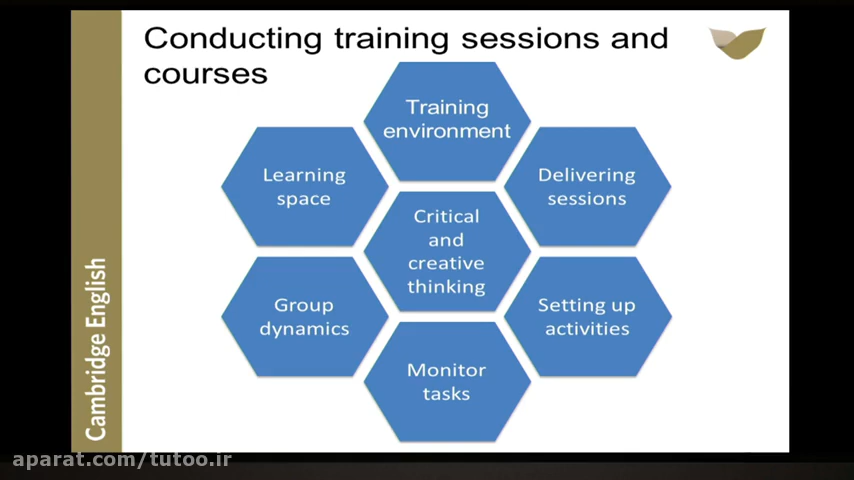 Conducting training sessions and
courses
Training
environment
Learning
space
Delivering
sessions
Critical
and
creative
thinking
Group
dynamics
Setting up
activities
Monitor
tasks
Cambridge English
aparat.com/tutoo.ir